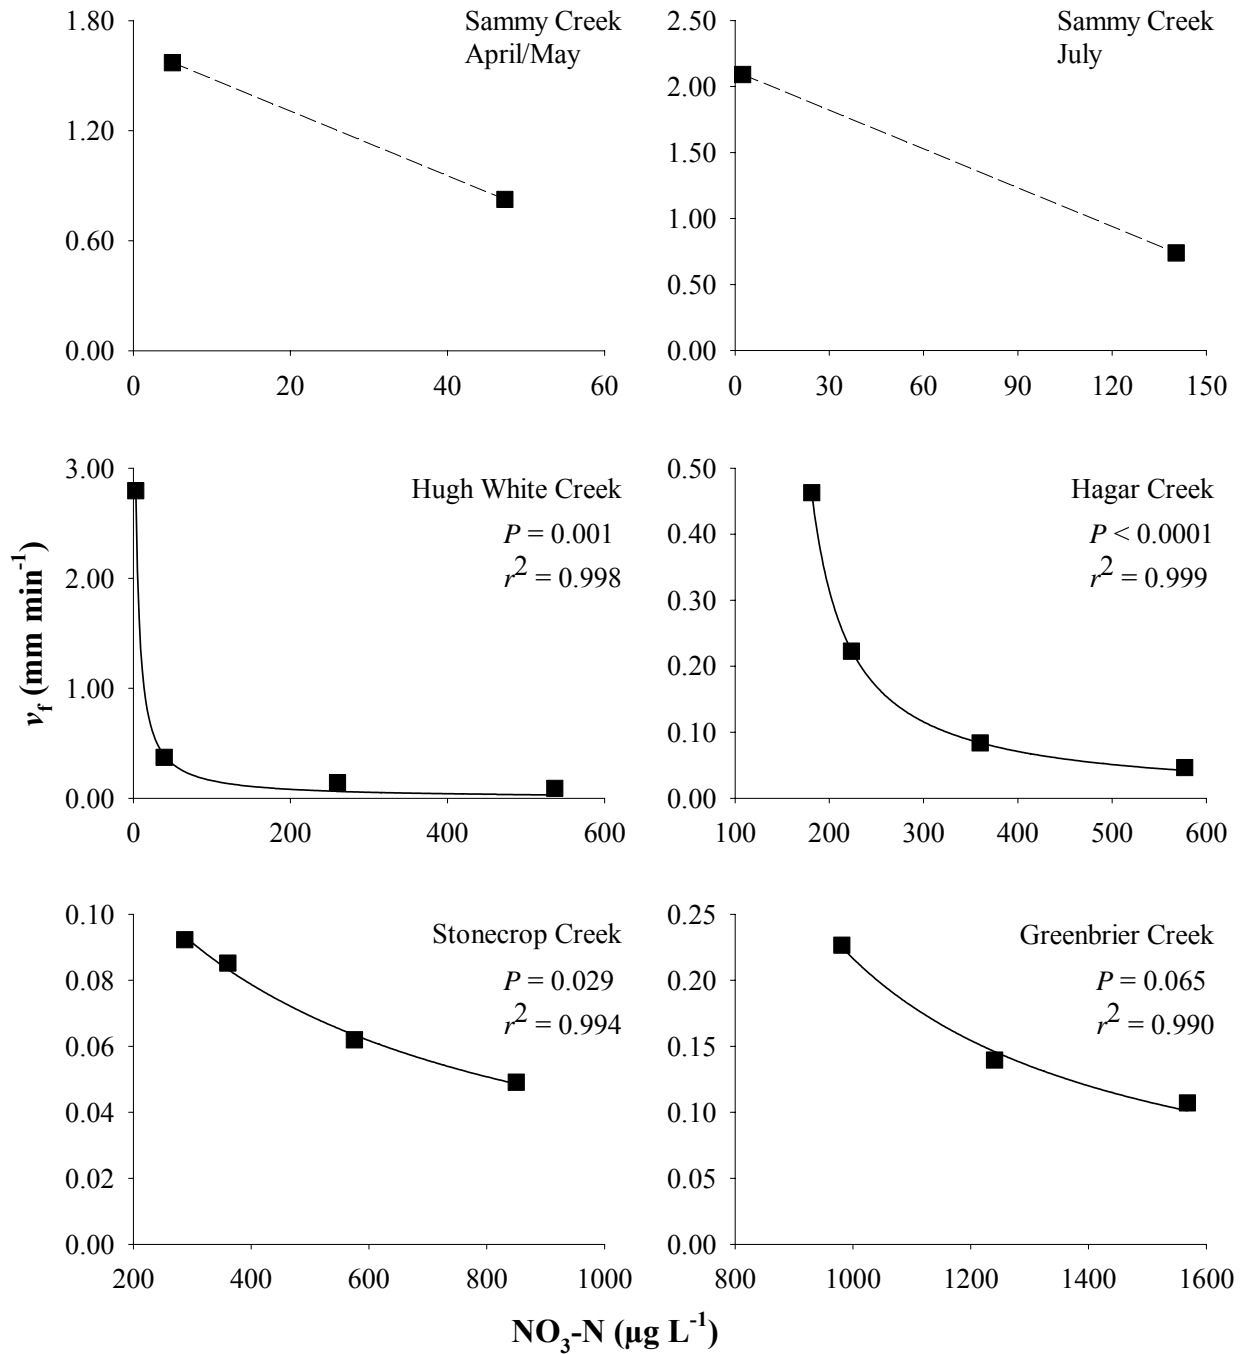 Sammy Creek
April/May
1.80
1.20
0.60
0.00
0 20 40 60
Sammy Creek
July
2.50
2.00
1.50
1.00
0.50
0.00
0 30 60 90 120 150
Hugh White Creek
P = 0.001
r² = 0.998
3.00
2.00
1.00
0.00
0 200 400 600
Hagar Creek
P < 0.0001
r² = 0.999
0.50
0.40
0.30
0.20
0.10
0.00
100 200 300 400 500 600
Stonecrop Creek
P = 0.029
r² = 0.994
0.10
0.08
0.06
0.04
0.02
0.00
200 400 600 800 1000
Greenbrier Creek
P = 0.065
r² = 0.990
0.25
0.20
0.15
0.10
0.05
0.00
800 1000 1200 1400 1600
v_f (mm min⁻¹)
NO₃-N (µg L⁻¹)